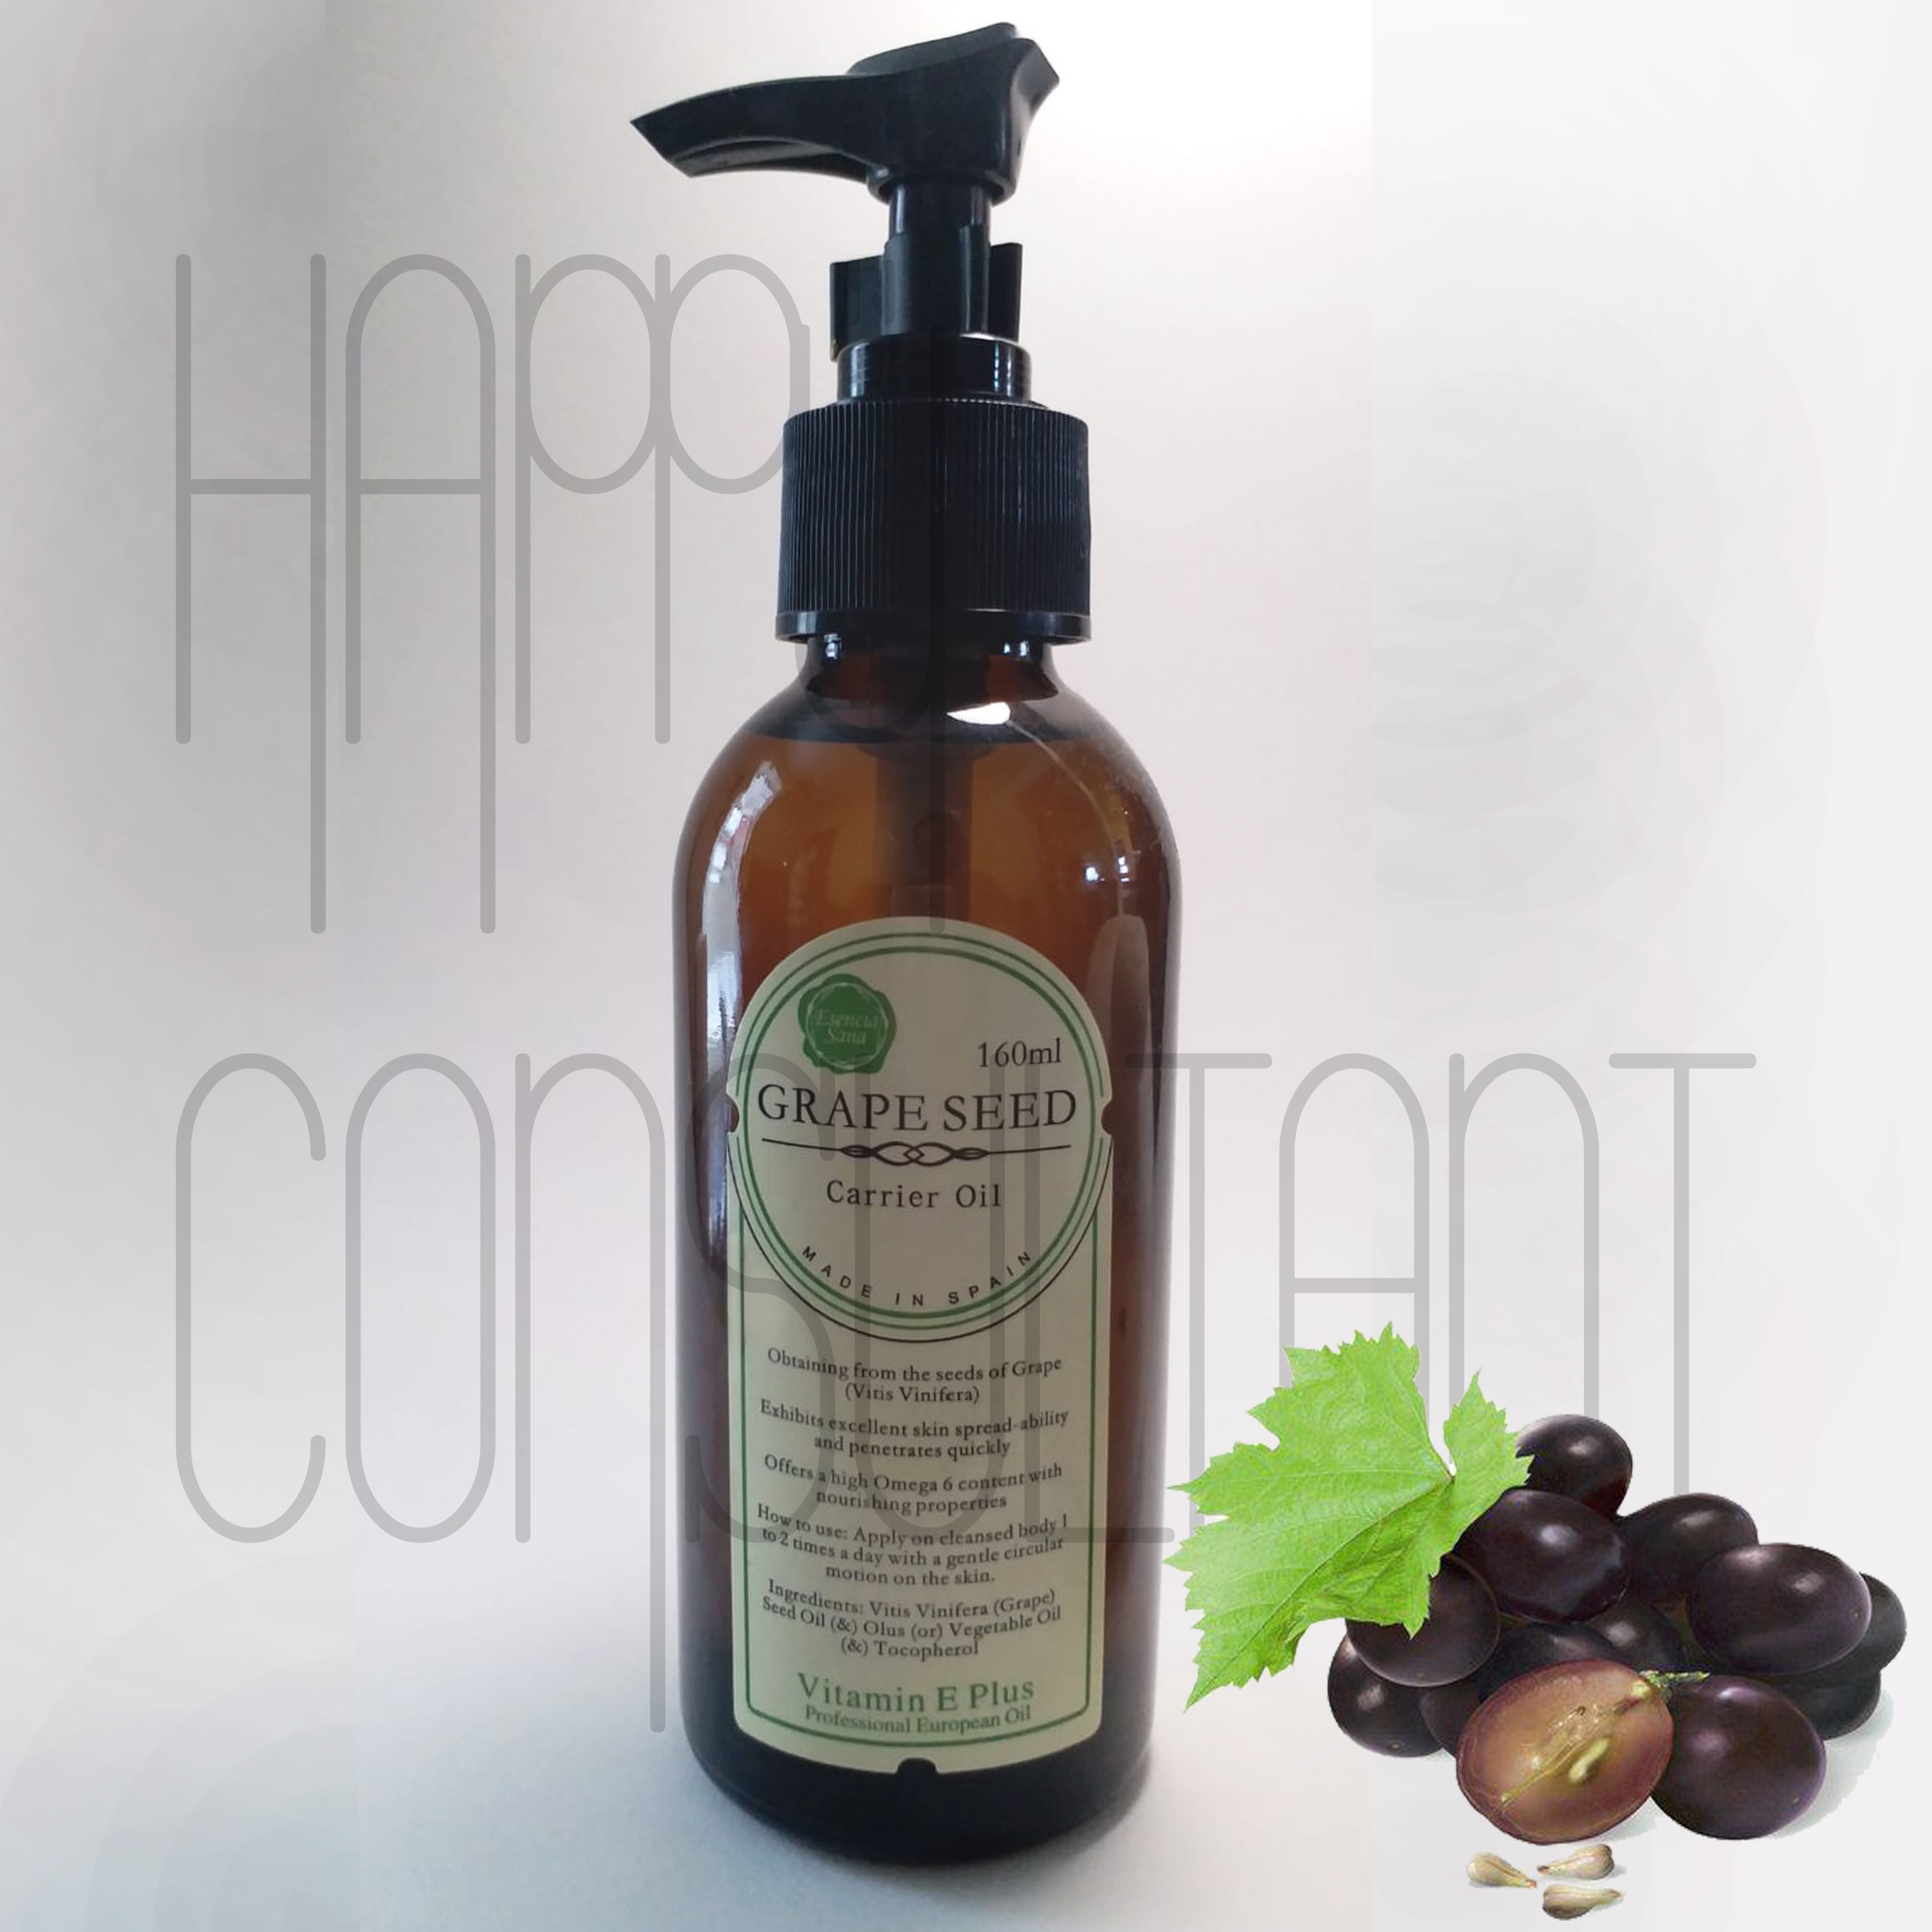 HAPPY
CONSULTANT
Esencia
Sana
160ml
GRAPE SEED
Carrier Oil
MADE IN SPAIN
Obtaining from the seeds of Grape
(Vitis Vinifera)
Exhibits excellent skin spread-ability
and penetrates quickly
Offers a high Omega 6 content with
nourishing properties
How to use: Apply on cleansed body 1
to 2 times a day with a gentle circular
motion on the skin.
Ingredients: Vitis Vinifera (Grape)
Seed Oil (&) Olus (or) Vegetable Oil
(&) Tocopherol
Vitamin E Plus
Professional European Oil